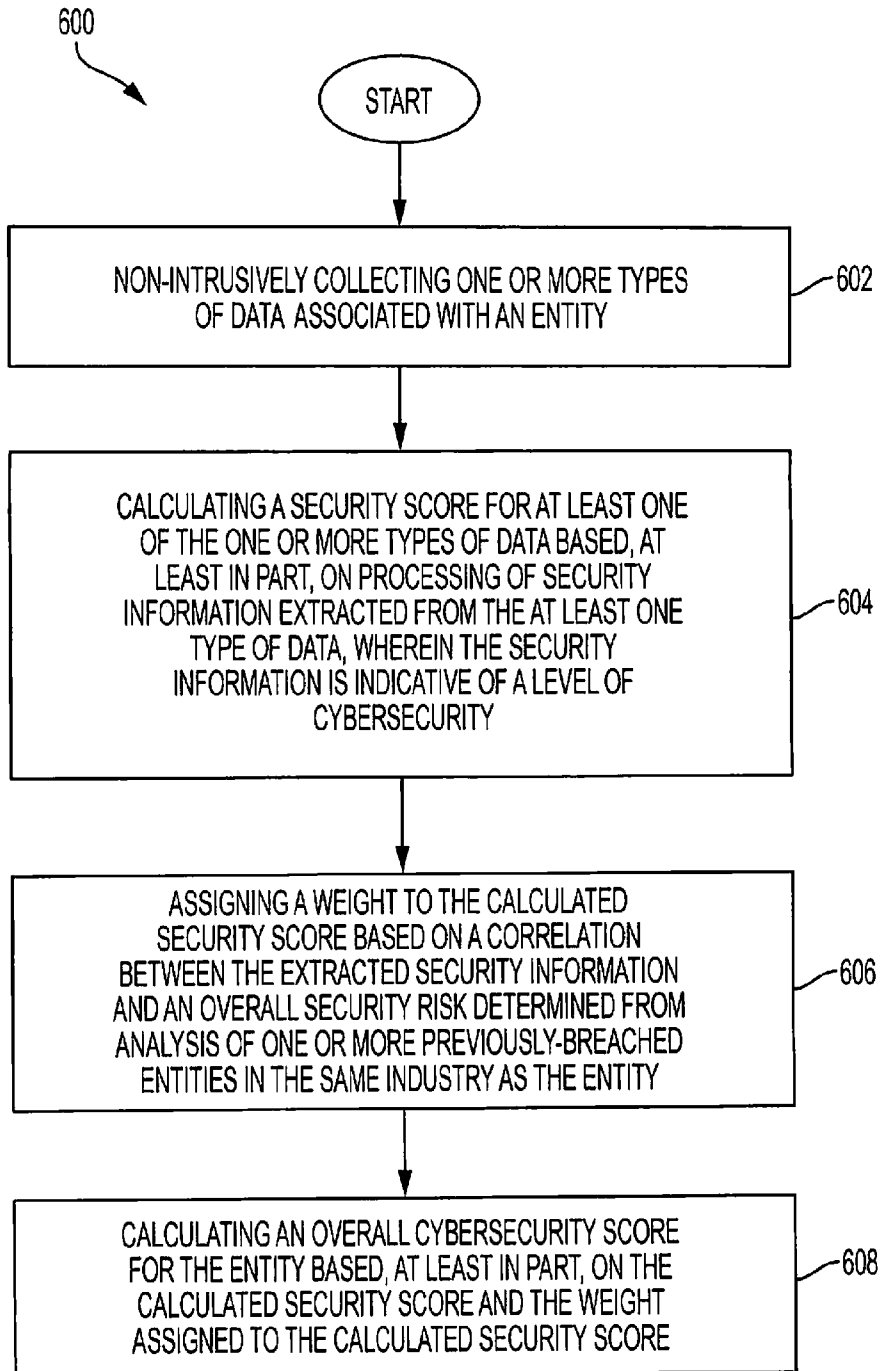 600
START
NON-INTRUSIVELY COLLECTING ONE OR MORE TYPES
OF DATA ASSOCIATED WITH AN ENTITY
602
CALCULATING A SECURITY SCORE FOR AT LEAST ONE
OF THE ONE OR MORE TYPES OF DATA BASED, AT
LEAST IN PART, ON PROCESSING OF SECURITY
INFORMATION EXTRACTED FROM THE AT LEAST ONE
TYPE OF DATA, WHEREIN THE SECURITY
INFORMATION IS INDICATIVE OF A LEVEL OF
CYBERSECURITY
604
ASSIGNING A WEIGHT TO THE CALCULATED
SECURITY SCORE BASED ON A CORRELATION
BETWEEN THE EXTRACTED SECURITY INFORMATION
AND AN OVERALL SECURITY RISK DETERMINED FROM
ANALYSIS OF ONE OR MORE PREVIOUSLY-BREACHED
ENTITIES IN THE SAME INDUSTRY AS THE ENTITY
606
CALCULATING AN OVERALL CYBERSECURITY SCORE
FOR THE ENTITY BASED, AT LEAST IN PART, ON THE
CALCULATED SECURITY SCORE AND THE WEIGHT
ASSIGNED TO THE CALCULATED SECURITY SCORE
608